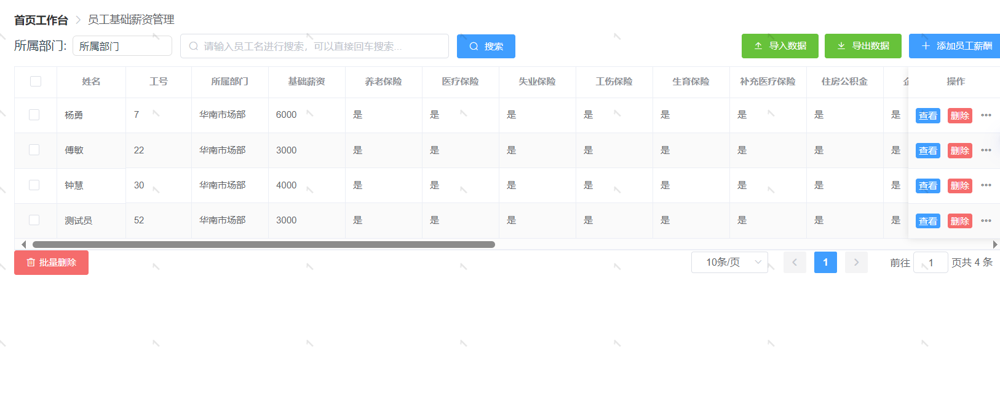 首页工作台 > 员工基础薪资管理
所属部门: 所属部门 请输入员工名进行搜索，可以直接回车搜索... 搜索 导入数据 导出数据 添加员工薪酬
姓名 工号 所属部门 基础薪资 养老保险 医疗保险 失业保险 工伤保险 生育保险 补充医疗保险 住房公积金 操作
杨勇 7 华南市场部 6000 是 是 是 是 是 是 是 是 查看 删除
傅敏 22 华南市场部 3000 是 是 是 是 是 是 是 是 查看 删除
钟慧 30 华南市场部 4000 是 是 是 是 是 是 是 是 查看 删除
测试员 52 华南市场部 3000 是 是 是 是 是 是 是 是 查看 删除
批量删除 10条/页 1 前往 1 页共 4 条